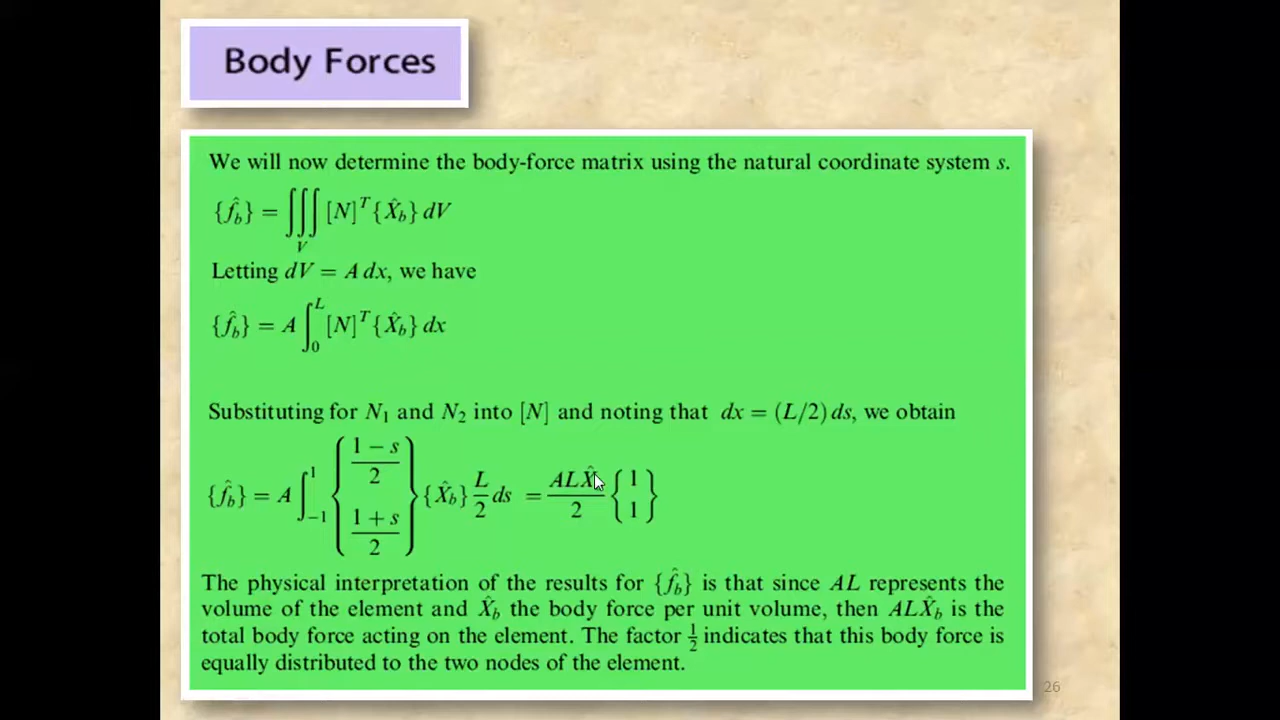 Body Forces
We will now determine the body-force matrix using the natural coordinate system s.
{f̂_b} = ∭_V [N]^T {X̂_b} dV
Letting dV = A dx, we have
{f̂_b} = A ∫_0^L [N]^T {X̂_b} dx
Substituting for N₁ and N₂ into [N] and noting that dx = (L/2) ds, we obtain
{f̂_b} = A ∫_{-1}^{1} { (1 − s)/2 , (1 + s)/2 } {X̂_b} L/2 ds = ALX̂/2 { 1 , 1 }
The physical interpretation of the results for {f̂_b} is that since AL represents the
volume of the element and X̂_b the body force per unit volume, then ALX̂_b is the
total body force acting on the element. The factor ½ indicates that this body force is
equally distributed to the two nodes of the element.
26